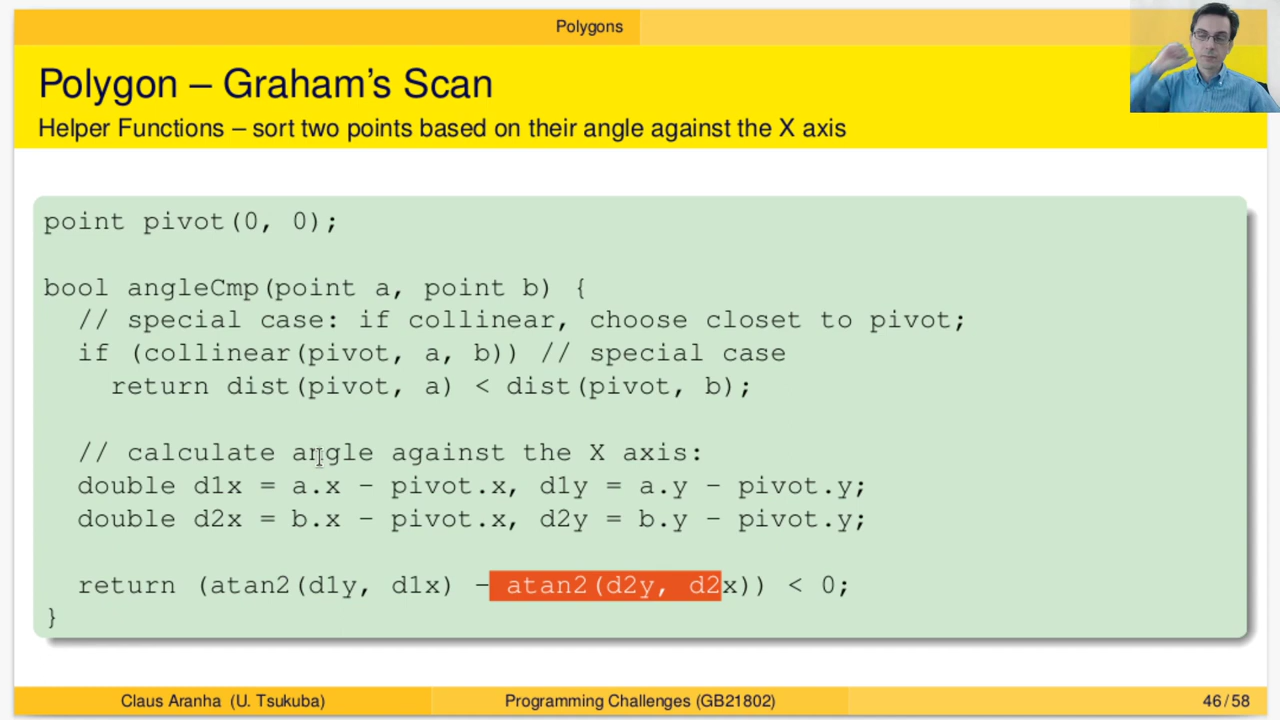 Polygons
Polygon – Graham's Scan
Helper Functions – sort two points based on their angle against the X axis
point pivot(0, 0);
bool angleCmp(point a, point b) {
// special case: if collinear, choose closet to pivot;
if (collinear(pivot, a, b)) // special case
return dist(pivot, a) < dist(pivot, b);
// calculate angle against the X axis:
double d1x = a.x − pivot.x, d1y = a.y − pivot.y;
double d2x = b.x − pivot.x, d2y = b.y − pivot.y;
return (atan2(d1y, d1x) − atan2(d2y, d2x)) < 0;
}
Claus Aranha (U. Tsukuba) Programming Challenges (GB21802) 46 / 58